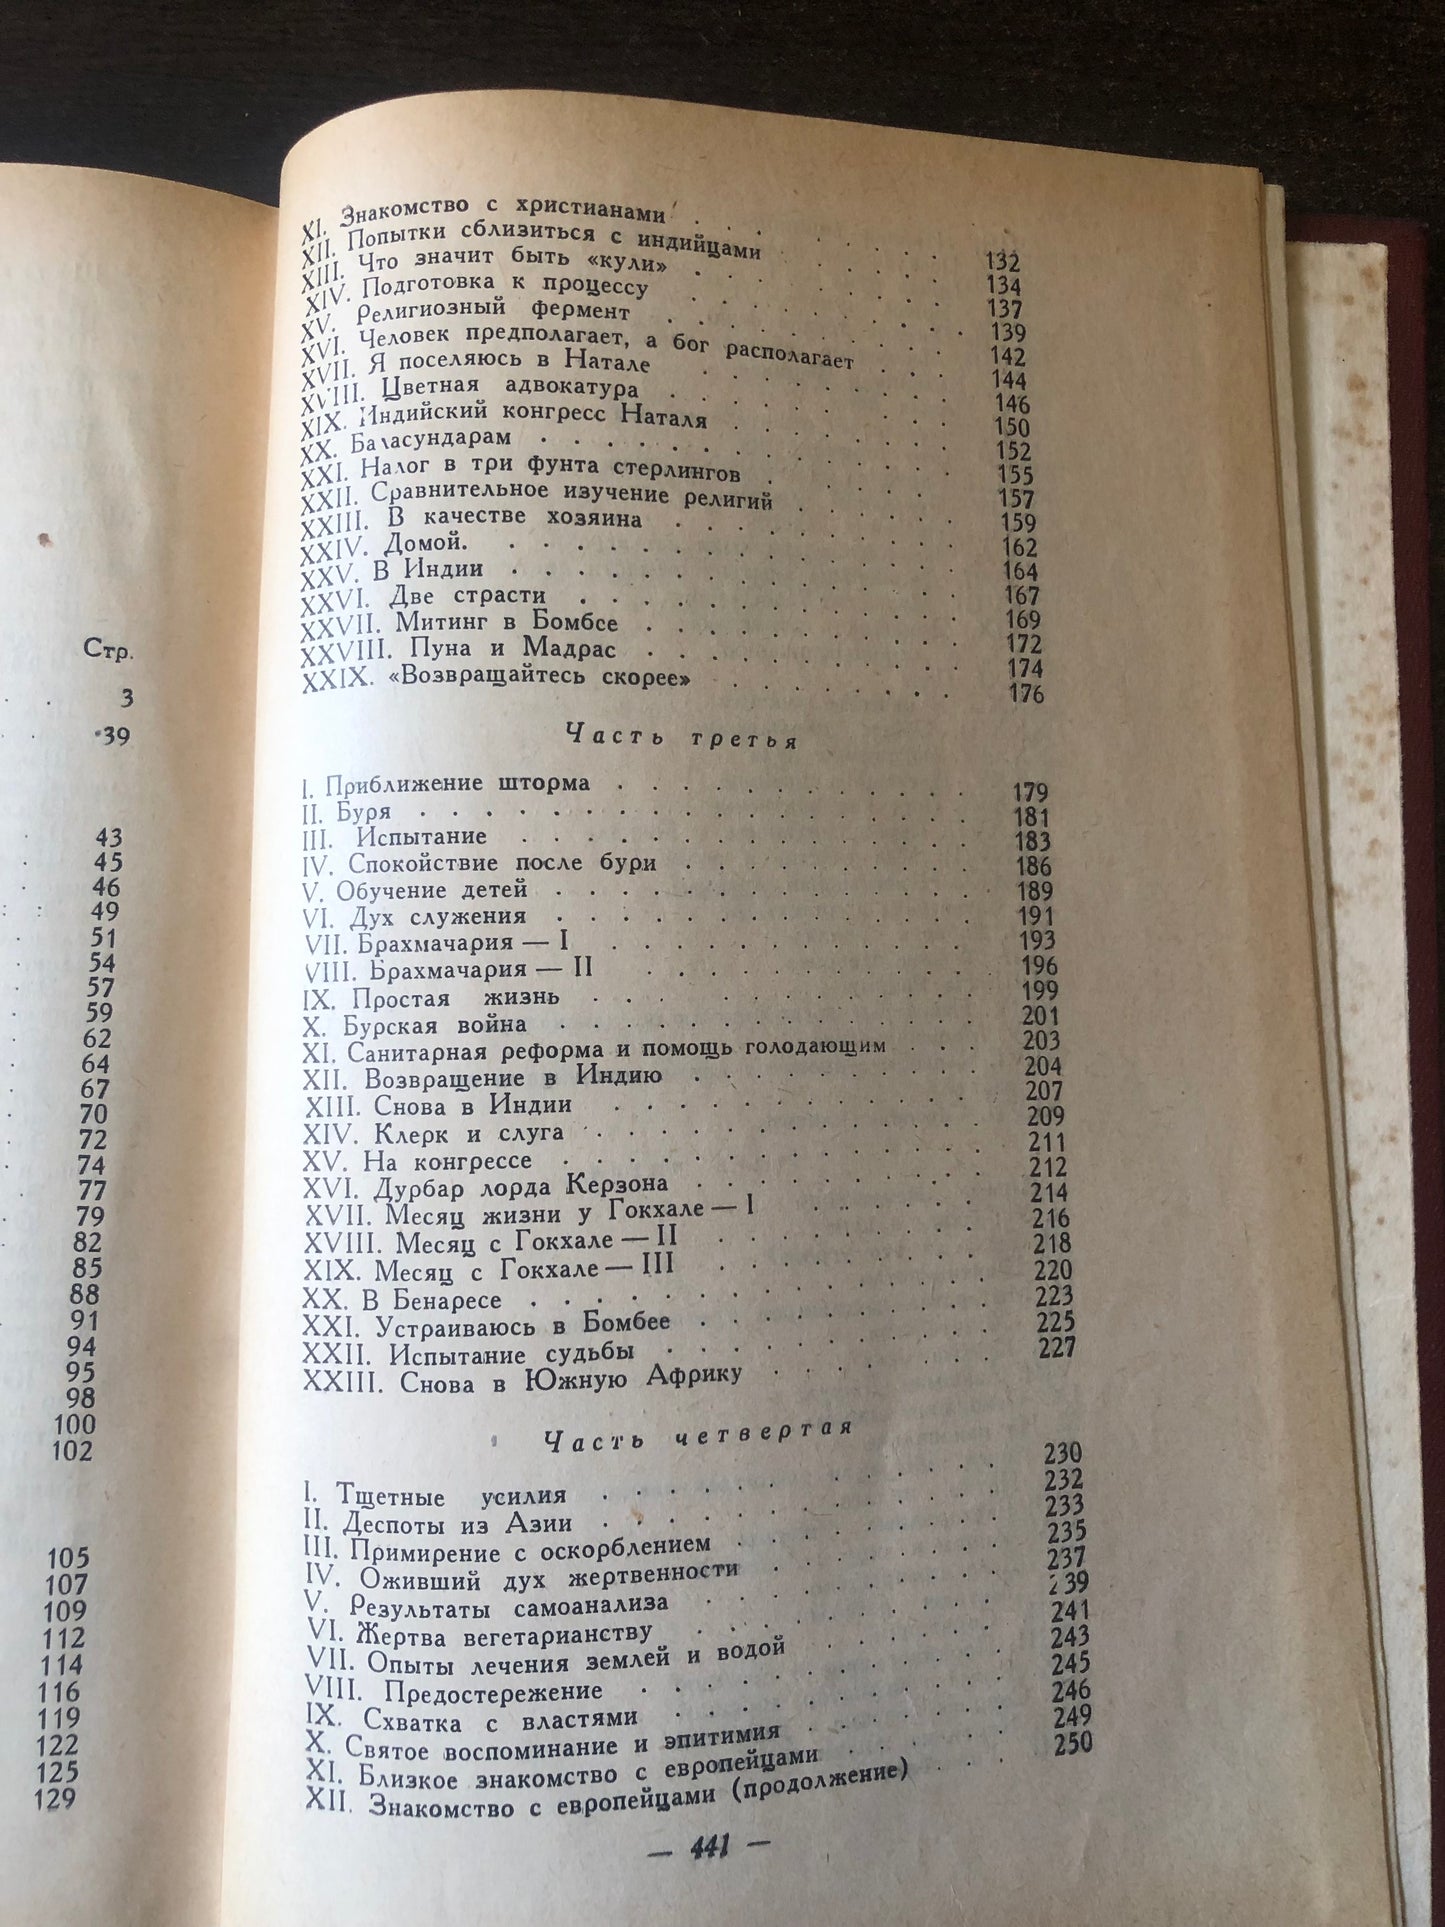 Стр.
3
39
43
45
46
49
51
54
57
59
62
64
67
70
72
74
77
79
82
85
88
91
94
95
98
100
102
105
107
109
112
114
116
119
122
125
129
XI. Знакомство с христианами . . . . . . 132
XII. Попытки сблизиться с индийцами . . . . . 134
XIII. Что значит быть «кули» . . . . . . 137
XIV. Подготовка к процессу . . . . . . 139
XV. Религиозный фермент . . . . . . 142
XVI. Человек предполагает, а бог располагает . . . 144
XVII. Я поселяюсь в Натале . . . . . . 146
XVIII. Цветная адвокатура . . . . . . 150
XIX. Индийский конгресс Наталя . . . . . . 152
XX. Баласундарам . . . . . . 155
XXI. Налог в три фунта стерлингов . . . . . . 157
XXII. Сравнительное изучение религий . . . . . 159
XXIII. В качестве хозяина . . . . . . 162
XXIV. Домой. . . . . . . 164
XXV. В Индии . . . . . . 167
XXVI. Две страсти . . . . . . 169
XXVII. Митинг в Бомбее . . . . . . 172
XXVIII. Пуна и Мадрас . . . . . . 174
XXIX. «Возвращайтесь скорее» . . . . . . 176
Часть третья
I. Приближение шторма . . . . . . 179
II. Буря . . . . . . 181
III. Испытание . . . . . . 183
IV. Спокойствие после бури . . . . . . 186
V. Обучение детей . . . . . . 189
VI. Дух служения . . . . . . 191
VII. Брахмачария — I . . . . . . 193
VIII. Брахмачария — II . . . . . . 196
IX. Простая жизнь . . . . . . 199
X. Бурская война . . . . . . 201
XI. Санитарная реформа и помощь голодающим . . . 203
XII. Возвращение в Индию . . . . . . 204
XIII. Снова в Индии . . . . . . 207
XIV. Клерк и слуга . . . . . . 209
XV. На конгрессе . . . . . . 211
XVI. Дурбар лорда Керзона . . . . . . 212
XVII. Месяц жизни у Гокхале — I . . . . . 214
XVIII. Месяц с Гокхале — II . . . . . . 216
XIX. Месяц с Гокхале — III . . . . . . 218
XX. В Бенаресе . . . . . . 220
XXI. Устраиваюсь в Бомбее . . . . . . 223
XXII. Испытание судьбы . . . . . . 225
XXIII. Снова в Южную Африку . . . . . . 227
Часть четвертая
I. Тщетные усилия . . . . . . 230
II. Деспоты из Азии . . . . . . 232
III. Примирение с оскорблением . . . . . . 233
IV. Оживший дух жертвенности . . . . . . 235
V. Результаты самоанализа . . . . . . 237
VI. Жертва вегетарианству . . . . . . 239
VII. Опыты лечения землей и водой . . . . . 241
VIII. Предостережение . . . . . . 243
IX. Схватка с властями . . . . . . 245
X. Святое воспоминание и эпитимия . . . . . 246
XI. Близкое знакомство с европейцами . . . . . 249
XII. Знакомство с европейцами (продолжение) . . . 250
— 441 —